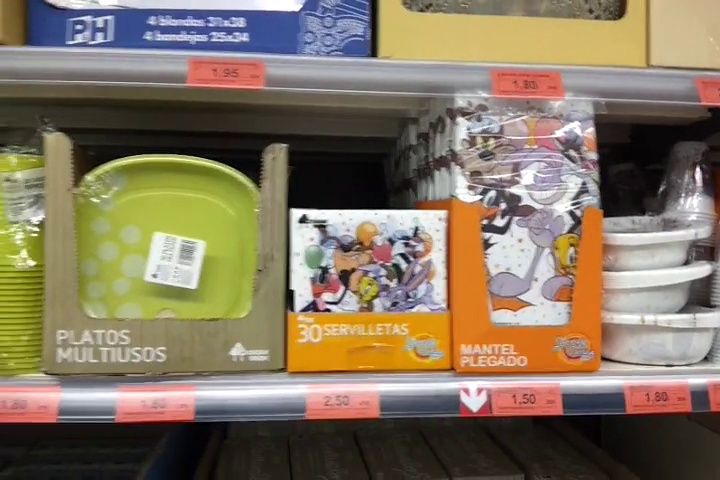 4 blondas 31x38
4 bandejas 25x34
PH
1,95
1,80
PLATOS
MULTIUSOS
30 SERVILLETAS
MANTEL
PLEGADO
1,80
1,80
2,50
1,50
1,80